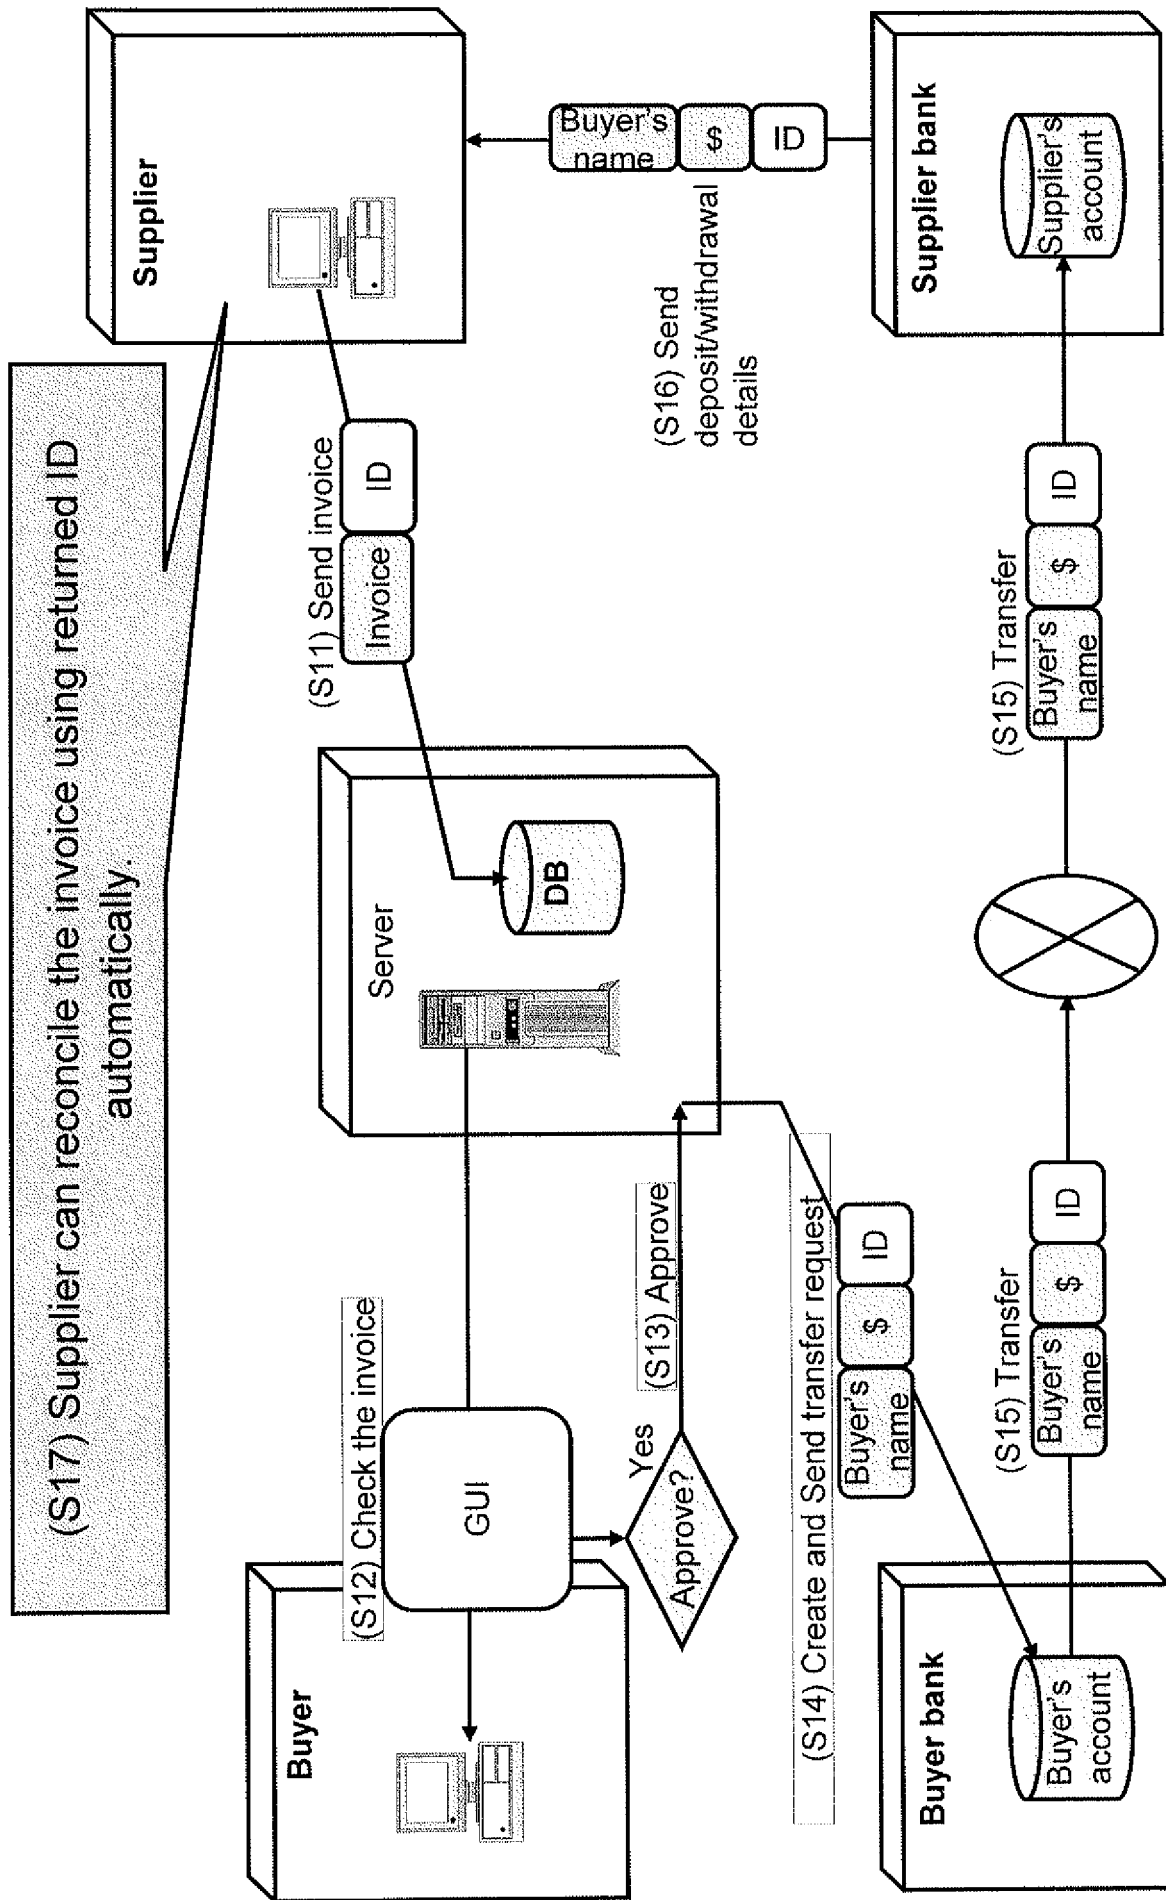 (S17) Supplier can reconcile the invoice using returned ID
automatically.
Buyer
(S12) Check the invoice
GUI
Approve?
Yes
(S13) Approve
Server
DB
(S11) Send invoice
Invoice
ID
Supplier
(S14) Create and Send transfer request
Buyer's
name
$
ID
(S16) Send
deposit/withdrawal
details
Buyer's
name
$
ID
Buyer bank
Buyer's
account
(S15) Transfer
Buyer's
name
$
ID
(S15) Transfer
Buyer's
name
$
ID
Supplier bank
Supplier's
account